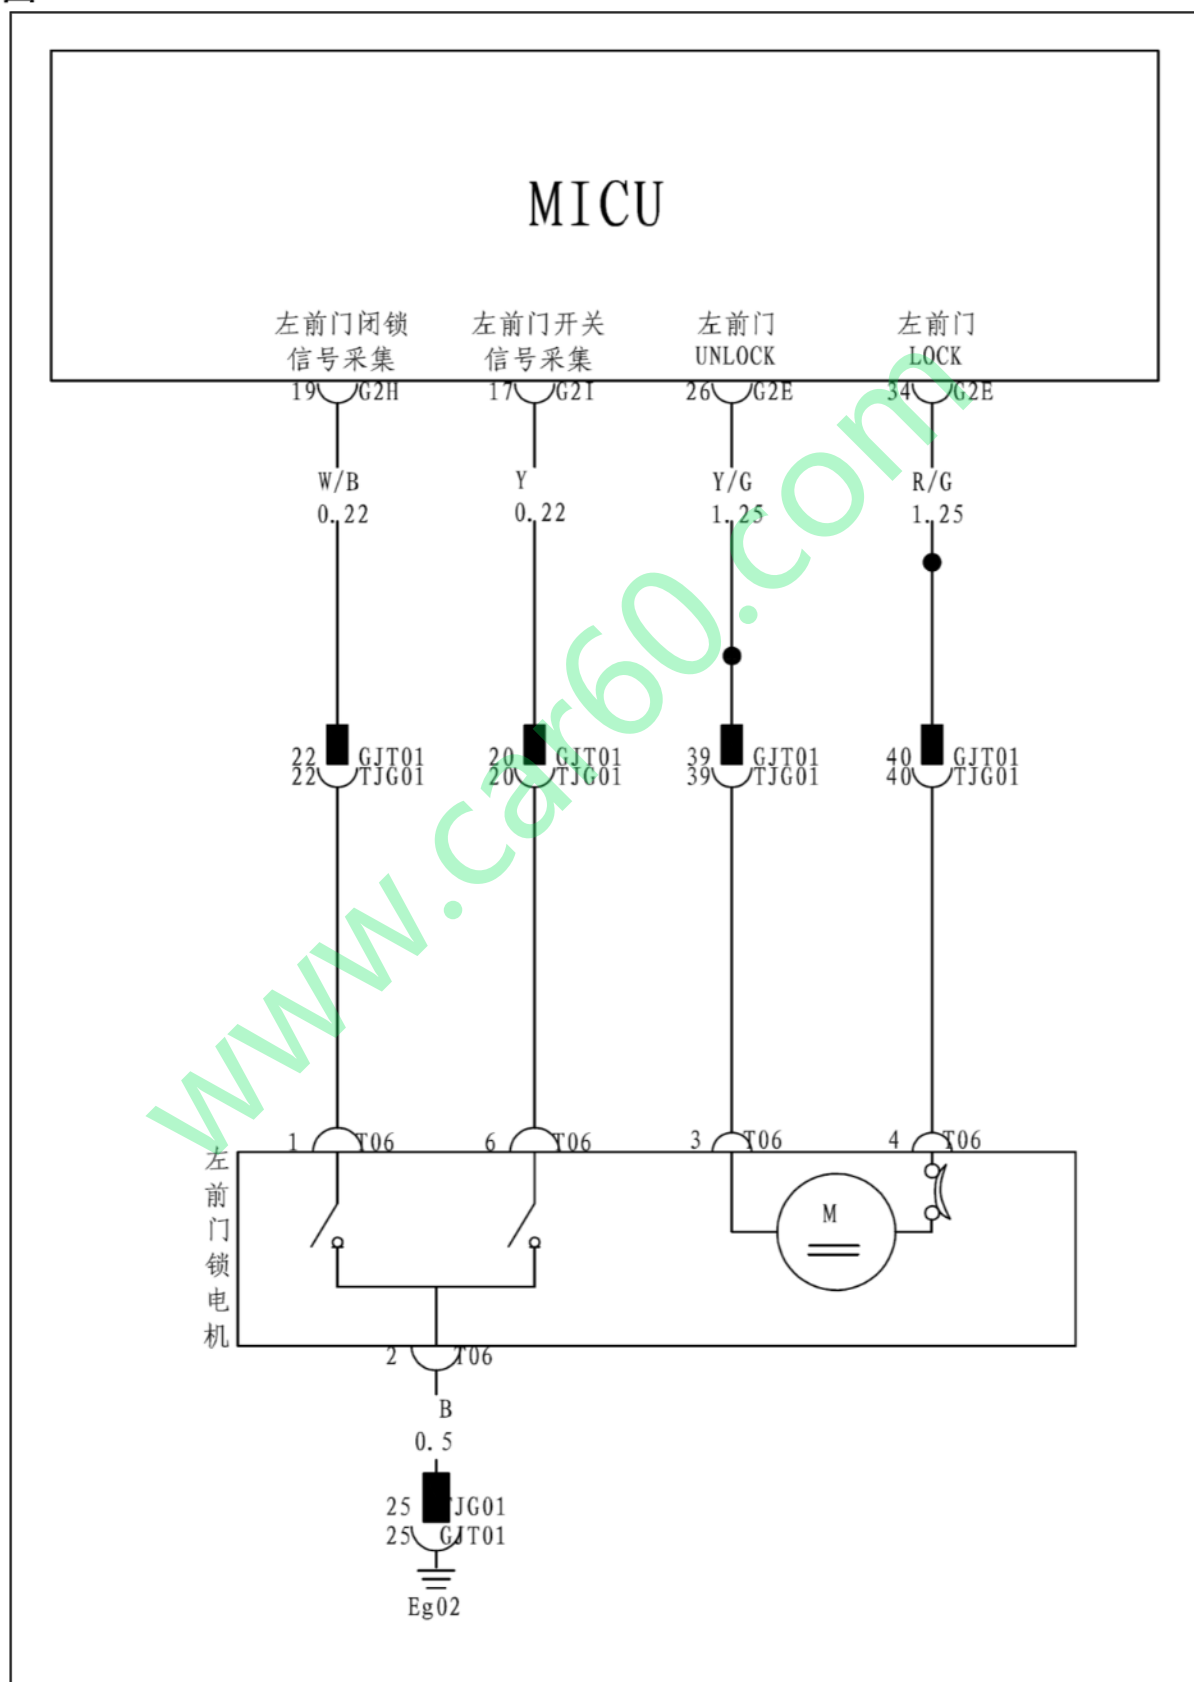 MICU
左前门闭锁 左前门开关 左前门 左前门
信号采集 信号采集 UNLOCK LOCK
19 G2H 17 G2I 26 G2E 34 G2E
W/B Y Y/G R/G
0.22 0.22 1.25 1.25
22 GJT01 20 GJT01 39 GJT01 40 GJT01
22 TJG01 20 TJG01 39 TJG01 40 TJG01
1 T06 6 T06 3 T06 4 T06
左前门锁电机
M
2 T06
B
0.5
25 TJG01
25 GJT01
Eg02
www.car60.com